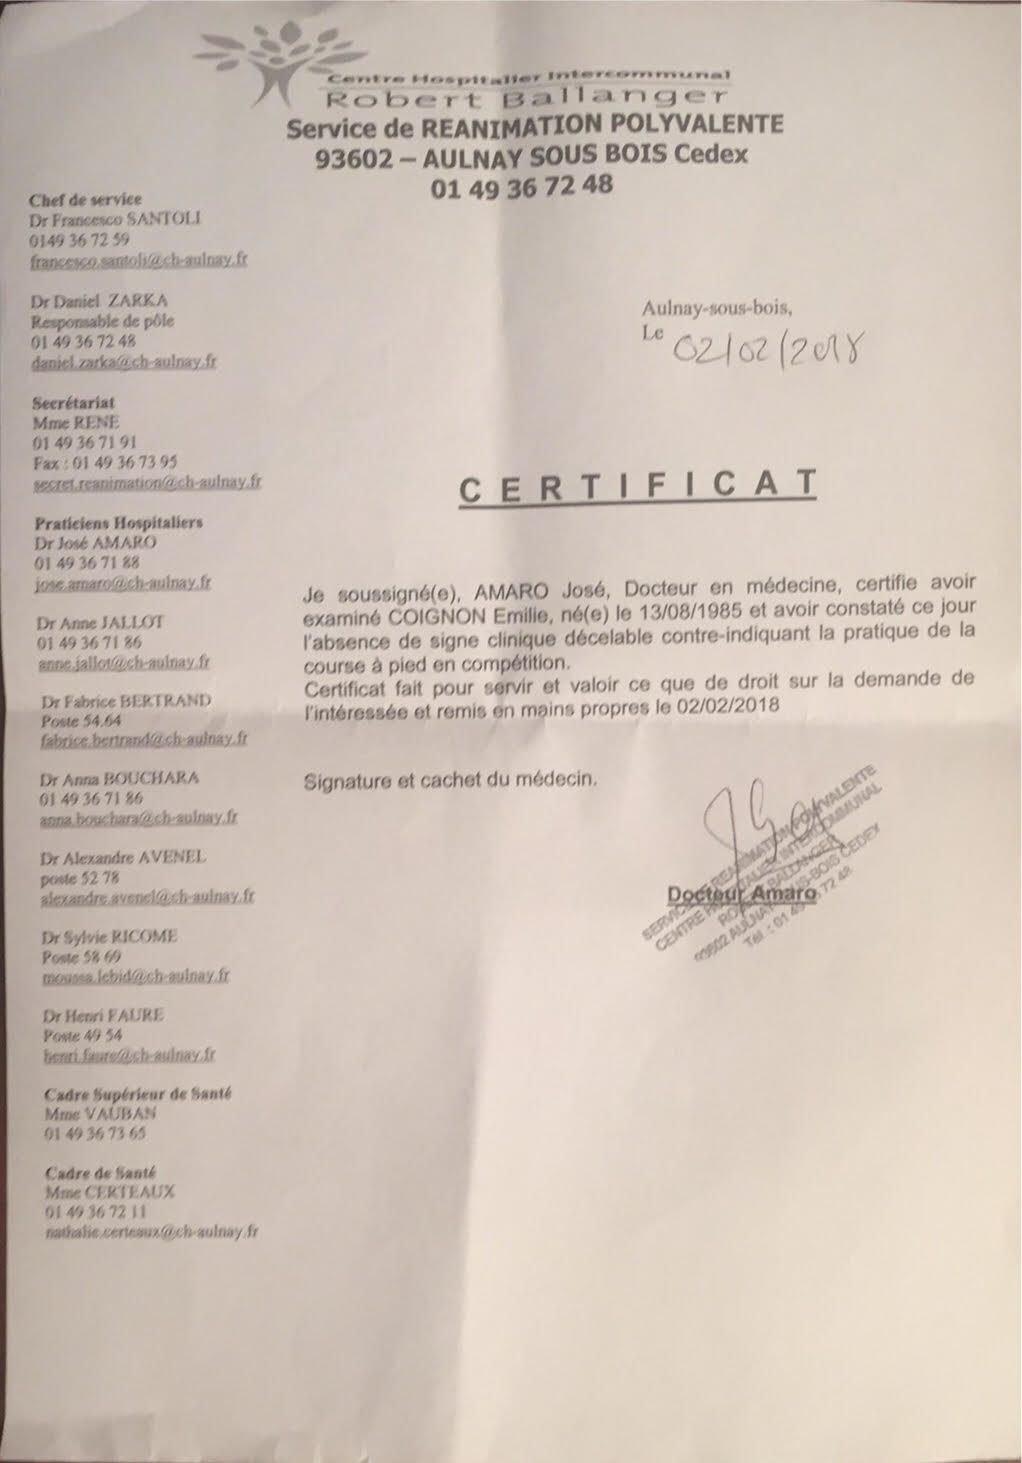 Centre Hospitalier Intercommunal
Robert Ballanger
Service de REANIMATION POLYVALENTE
93602 – AULNAY SOUS BOIS Cedex
01 49 36 72 48
Chef de service
Dr Francesco SANTOLI
0149 36 72 59
francesco.santoli@ch-aulnay.fr
Dr Daniel ZARKA
Responsable de pôle
01 49 36 72 48
daniel.zarka@ch-aulnay.fr
Secrétariat
Mme RENE
01 49 36 71 91
Fax : 01 49 36 73 95
secret.reanimation@ch-aulnay.fr
Praticiens Hospitaliers
Dr José AMARO
01 49 36 71 88
jose.amaro@ch-aulnay.fr
Dr Anne JALLOT
01 49 36 71 86
anne.jallot@ch-aulnay.fr
Dr Fabrice BERTRAND
Poste 54.64
fabrice.bertrand@ch-aulnay.fr
Dr Anna BOUCHARA
01 49 36 71 86
anna.bouchara@ch-aulnay.fr
Dr Alexandre AVENEL
poste 52 78
alexandre.avenel@ch-aulnay.fr
Dr Sylvie RICOME
Poste 58 69
moussa.lebid@ch-aulnay.fr
Dr Henri FAURE
Poste 49 54
henri.faure@ch-aulnay.fr
Cadre Supérieur de Santé
Mme VAUBAN
01 49 36 73 65
Cadre de Santé
Mme CERTEAUX
01 49 36 72 11
nathalie.certeaux@ch-aulnay.fr
Aulnay-sous-bois,
Le 02/02/2018
CERTIFICAT
Je soussigné(e), AMARO José, Docteur en médecine, certifie avoir
examiné COIGNON Emilie, né(e) le 13/08/1985 et avoir constaté ce jour
l'absence de signe clinique décelable contre-indiquant la pratique de la
course à pied en compétition.
Certificat fait pour servir et valoir ce que de droit sur la demande de
l'intéressée et remis en mains propres le 02/02/2018
Signature et cachet du médecin.
Docteur Amaro
REANIMATION POLYVALENTE
CENTRE HOSPITALIER INTERCOMMUNAL
BALLANGER
93602 AULNAY-SOUS-BOIS CEDEX
Tél. : 01 49 36 72 48